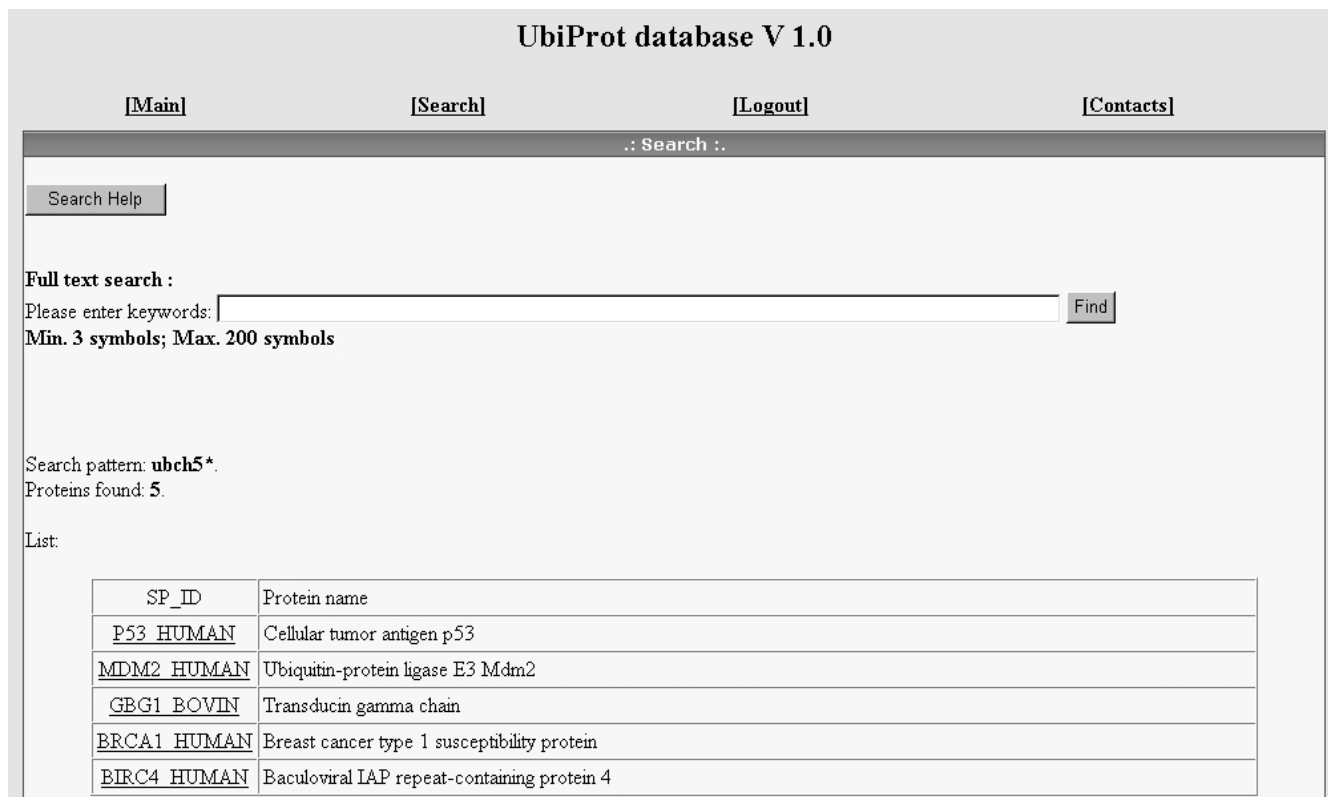 UbiProt database V 1.0
[Main] [Search] [Logout] [Contacts]
.: Search :.
Search Help
Full text search :
Please enter keywords: Find
Min. 3 symbols; Max. 200 symbols
Search pattern: ubch5*.
Proteins found: 5.
List:
SP_ID Protein name
P53_HUMAN Cellular tumor antigen p53
MDM2_HUMAN Ubiquitin-protein ligase E3 Mdm2
GBG1_BOVIN Transducin gamma chain
BRCA1_HUMAN Breast cancer type 1 susceptibility protein
BIRC4_HUMAN Baculoviral IAP repeat-containing protein 4